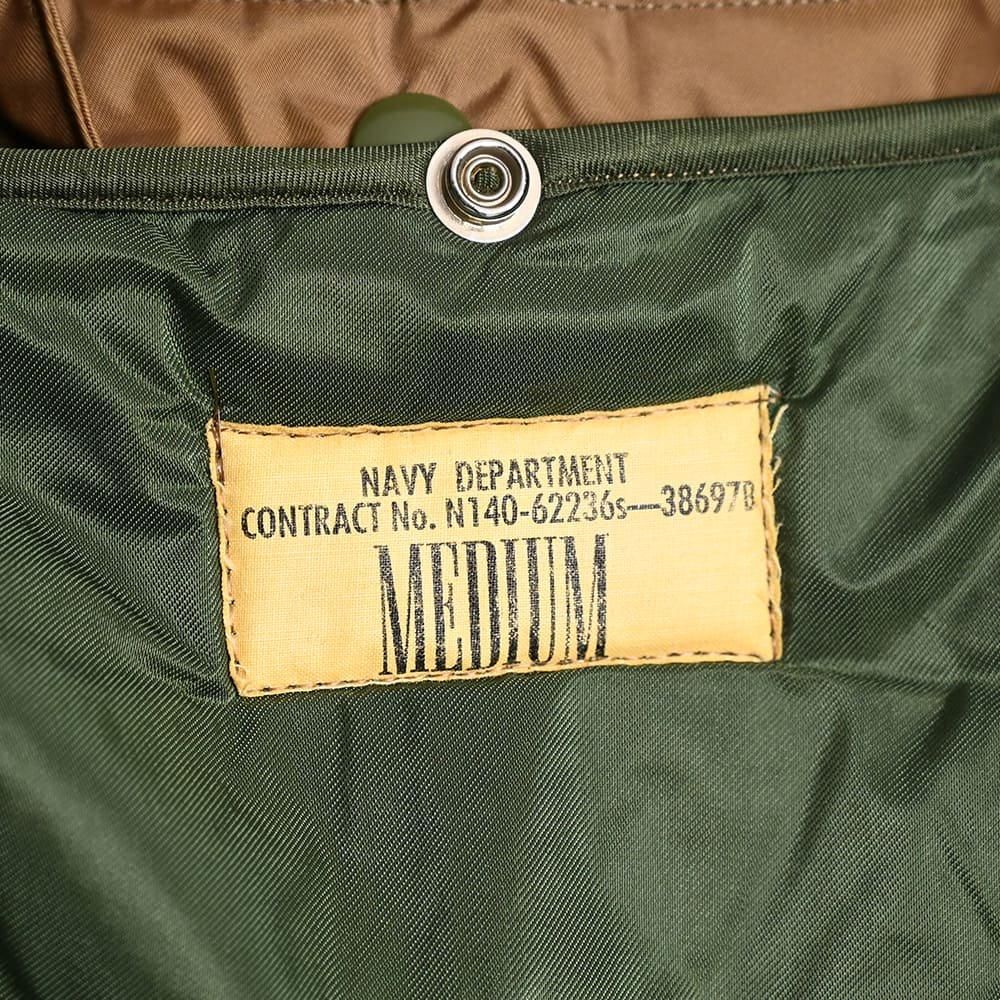 NAVY DEPARTMENT
CONTRACT No. N140-62236s—38697B
MEDIUM